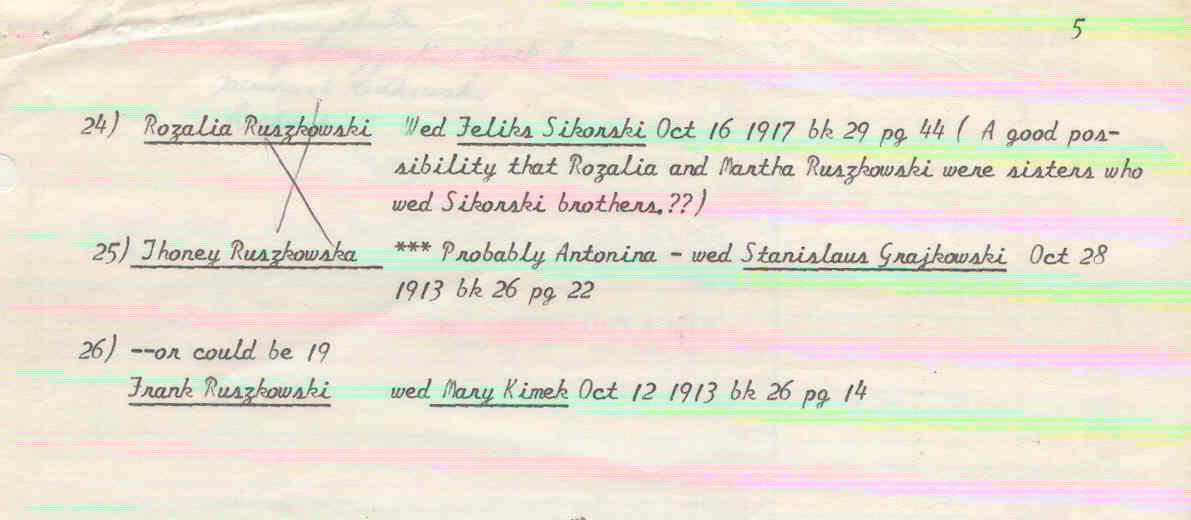 5
24) Rozalia Ruszkowski Wed Feliks Sikorski Oct 16 1917 bk 29 pg 44 ( A good pos-
sibility that Rozalia and Martha Ruszkowski were sisters who
wed Sikorski brothers.??)
25) Thoney Ruszkowska *** Probably Antonina - wed Stanislaus Grajkowski Oct 28
1913 bk 26 pg 22
26) --or could be 19
Frank Ruszkowski wed Mary Kimek Oct 12 1913 bk 26 pg 14